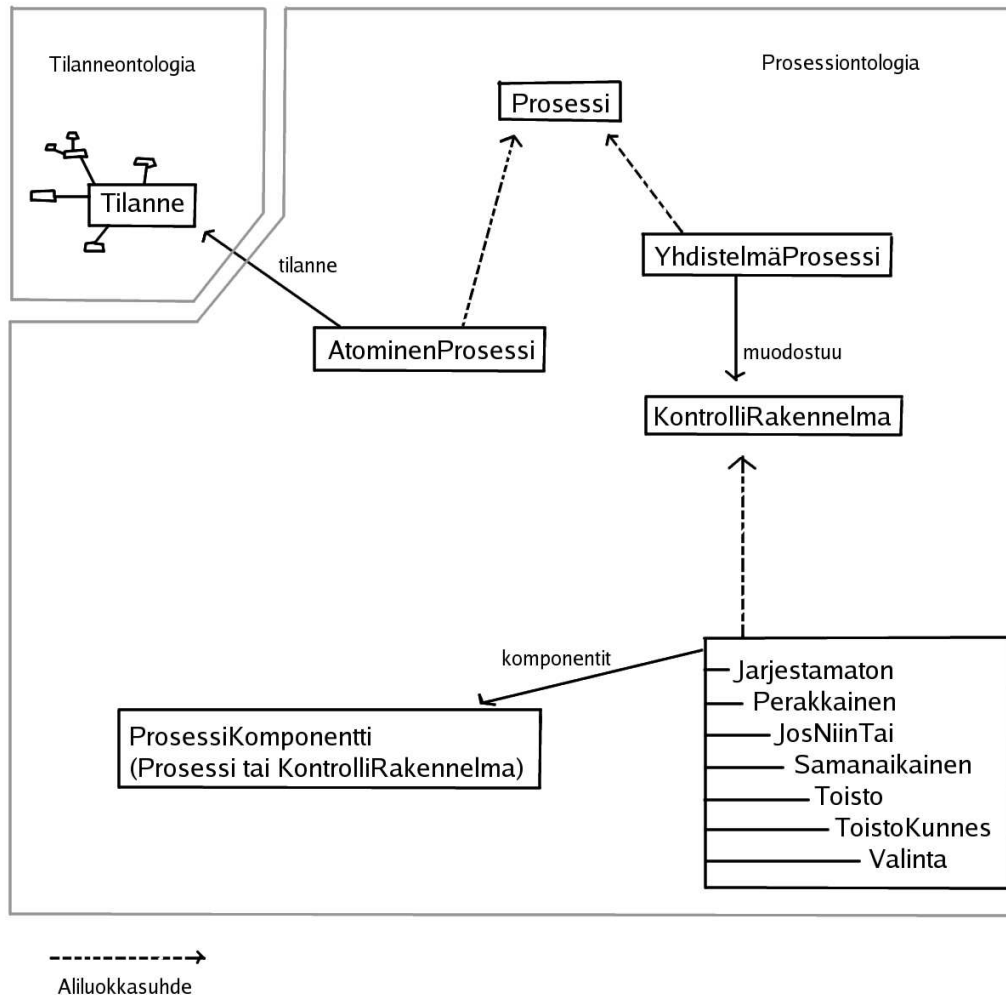 Tilanneontologia
Prosessiontologia
Prosessi
Tilanne
YhdistelmäProsessi
tilanne
AtominenProsessi
muodostuu
KontrolliRakennelma
komponentit
Jarjestamaton
Perakkainen
JosNiinTai
Samanaikainen
Toisto
ToistoKunnes
Valinta
ProsessiKomponentti
(Prosessi tai KontrolliRakennelma)
Aliluokkasuhde